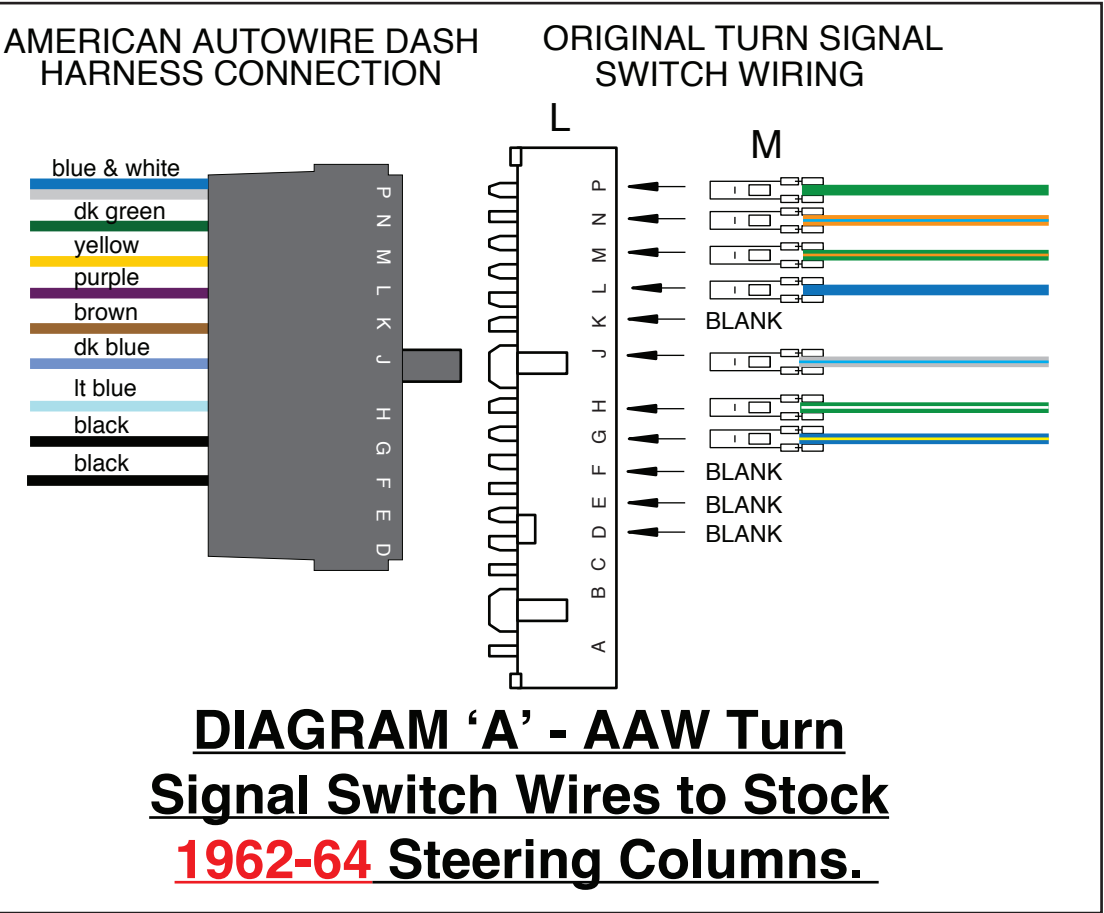 AMERICAN AUTOWIRE DASH
HARNESS CONNECTION
ORIGINAL TURN SIGNAL
SWITCH WIRING
L
M
blue & white
dk green
yellow
purple
brown
dk blue
lt blue
black
black
P
N
M
L
K
J
H
G
F
E
D
P
N
M
L
K
J
H
G
F
E
D
C
B
A
BLANK
BLANK
BLANK
BLANK
DIAGRAM ‘A’ - AAW Turn
Signal Switch Wires to Stock
1962-64 Steering Columns.